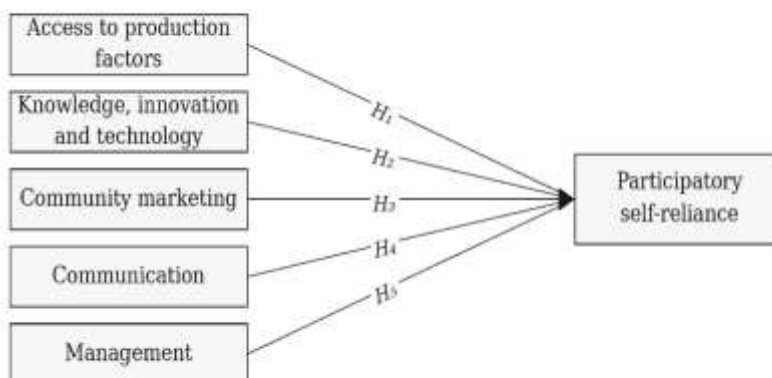 Access to production
factors
Knowledge, innovation
and technology
Community marketing
Communication
Management
H₁
H₂
H₃
H₄
H₅
Participatory
self-reliance